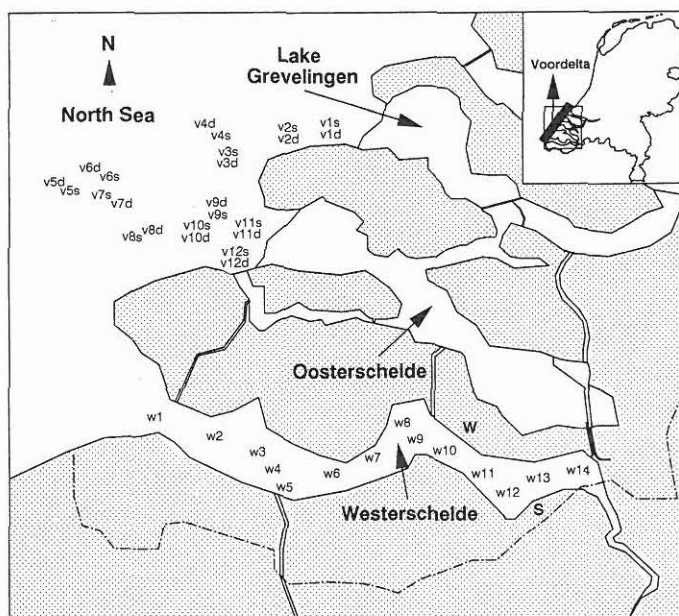 N
North Sea
Lake
Grevelingen
Voordelta
v4d
v4s
v3s
v3d
v2s
v2d
v1s
v1d
v6d
v6s
v5d
v5s
v7s
v7d
v8s
v8d
v9d
v9s
v10s
v10d
v11s
v11d
v12s
v12d
Oosterschelde
w1
w2
w3
w4
w5
w6
w7
w8
w9
w10
W
w11
w12
w13
w14
S
Westerschelde